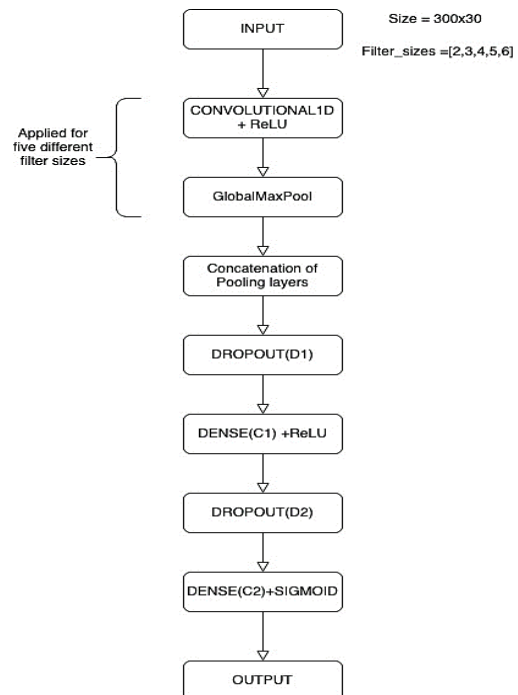 INPUT
Size = 300x30
Filter_sizes =[2,3,4,5,6]
Applied for
five different
filter sizes
CONVOLUTIONAL1D
+ ReLU
GlobalMaxPool
Concatenation of
Pooling layers
DROPOUT(D1)
DENSE(C1) +ReLU
DROPOUT(D2)
DENSE(C2)+SIGMOID
OUTPUT